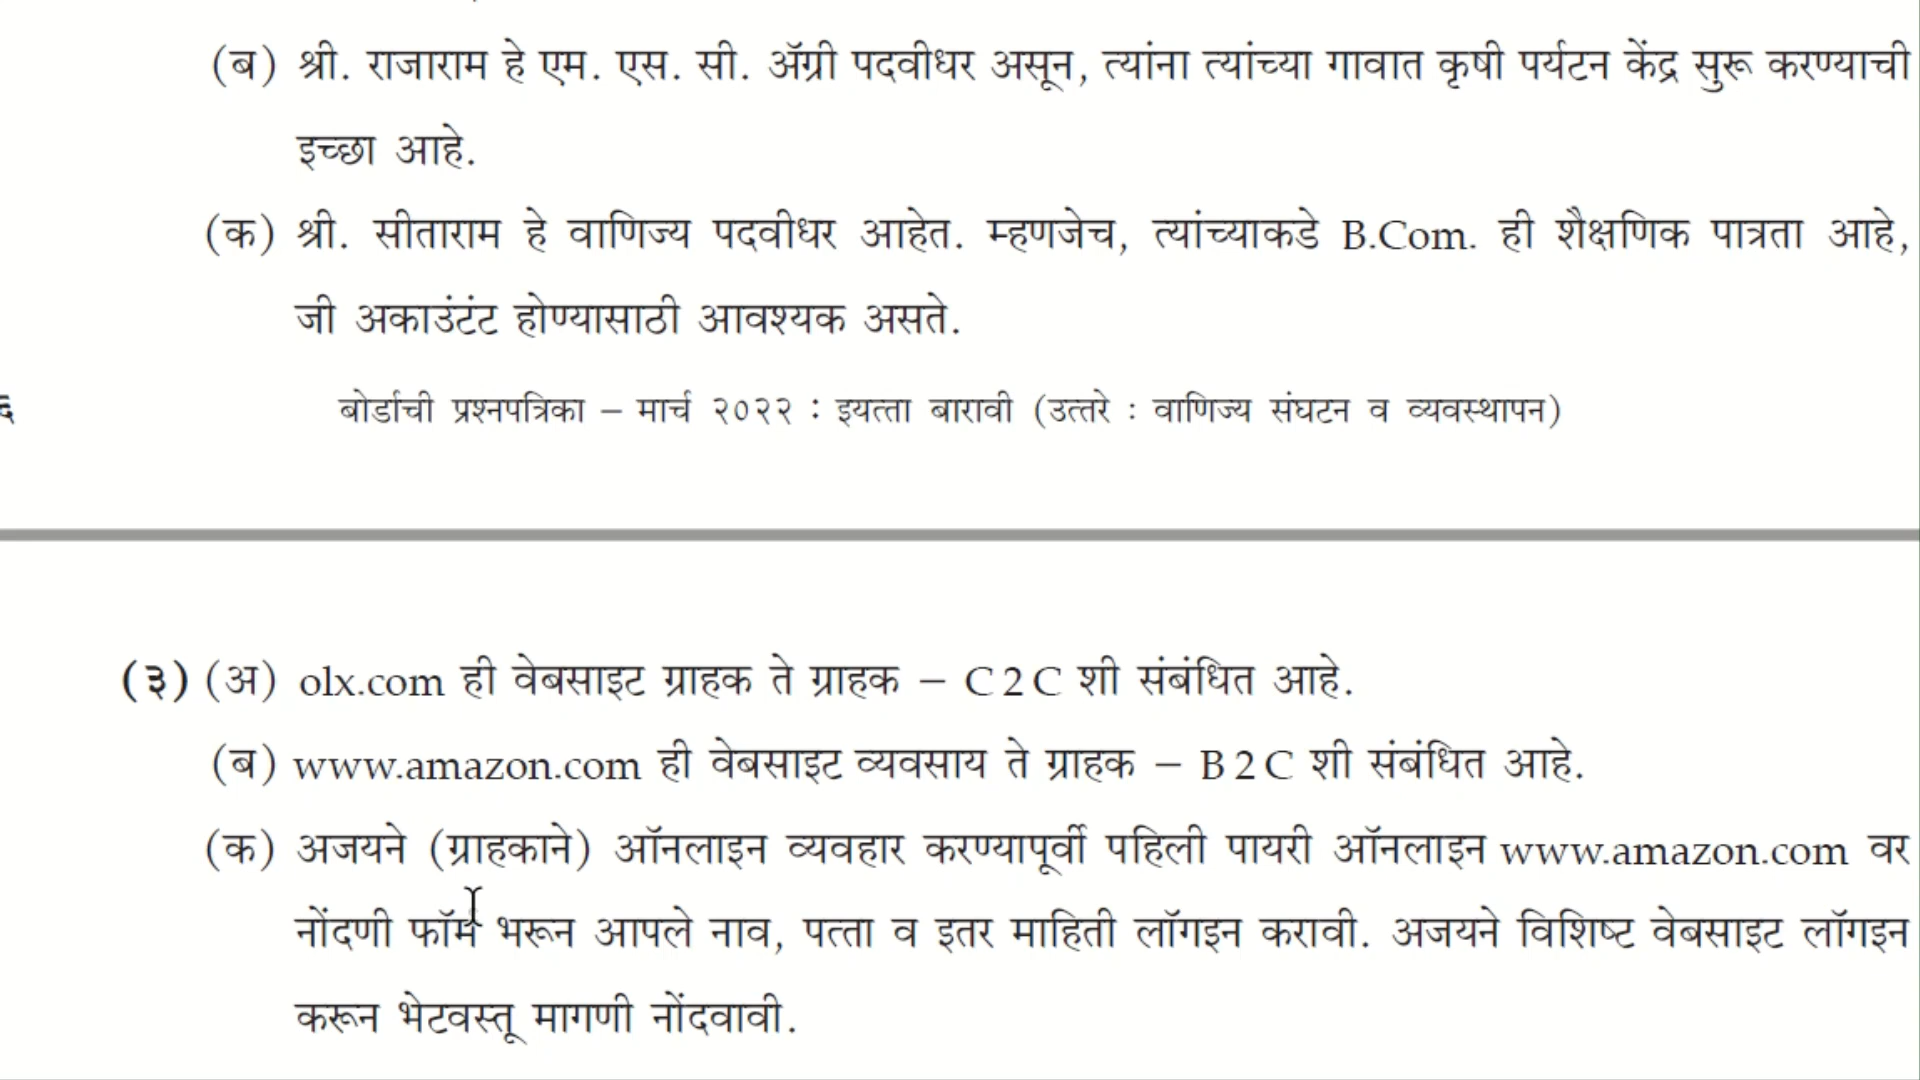 (ब) श्री. राजाराम हे एम. एस. सी. ॲग्री पदवीधर असून, त्यांना त्यांच्या गावात कृषी पर्यटन केंद्र सुरू करण्याची
इच्छा आहे.
(क) श्री. सीताराम हे वाणिज्य पदवीधर आहेत. म्हणजेच, त्यांच्याकडे B.Com. ही शैक्षणिक पात्रता आहे,
जी अकाउंटंट होण्यासाठी आवश्यक असते.
बोर्डाची प्रश्नपत्रिका – मार्च २०२२ : इयत्ता बारावी (उत्तरे : वाणिज्य संघटन व व्यवस्थापन)
(३) (अ) olx.com ही वेबसाइट ग्राहक ते ग्राहक – C 2 C शी संबंधित आहे.
(ब) www.amazon.com ही वेबसाइट व्यवसाय ते ग्राहक – B 2 C शी संबंधित आहे.
(क) अजयने (ग्राहकाने) ऑनलाइन व्यवहार करण्यापूर्वी पहिली पायरी ऑनलाइन www.amazon.com वर
नोंदणी फॉर्म भरून आपले नाव, पत्ता व इतर माहिती लॉगइन करावी. अजयने विशिष्ट वेबसाइट लॉगइन
करून भेटवस्तू मागणी नोंदवावी.